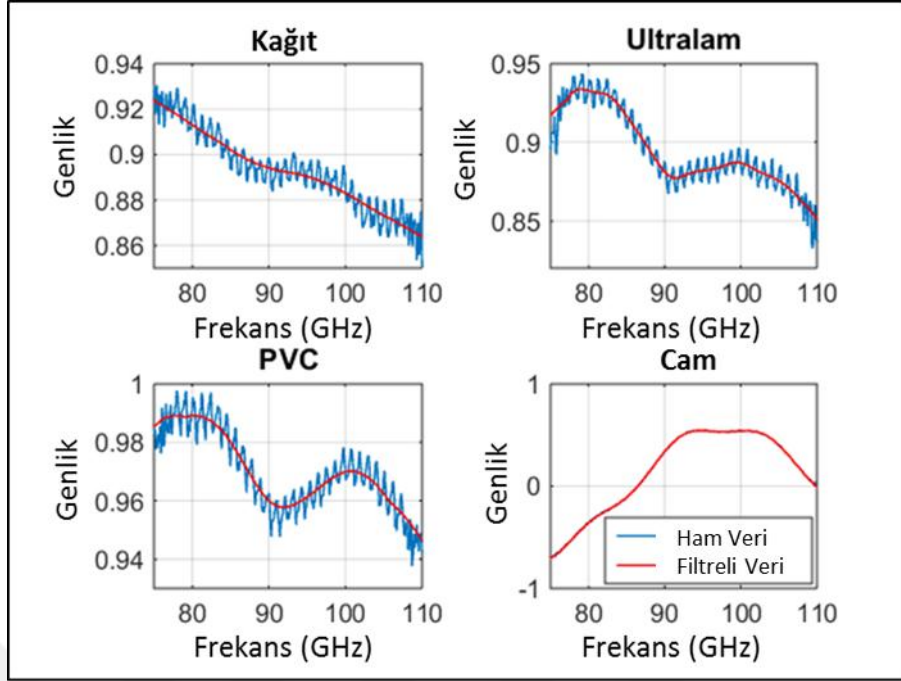 Kağıt
Genlik
0.94
0.92
0.9
0.88
0.86
80 90 100 110
Frekans (GHz)
Ultralam
Genlik
0.95
0.9
0.85
80 90 100 110
Frekans (GHz)
PVC
Genlik
1
0.98
0.96
0.94
80 90 100 110
Frekans (GHz)
Cam
Genlik
1
0
-1
Ham Veri
Filtreli Veri
80 90 100 110
Frekans (GHz)